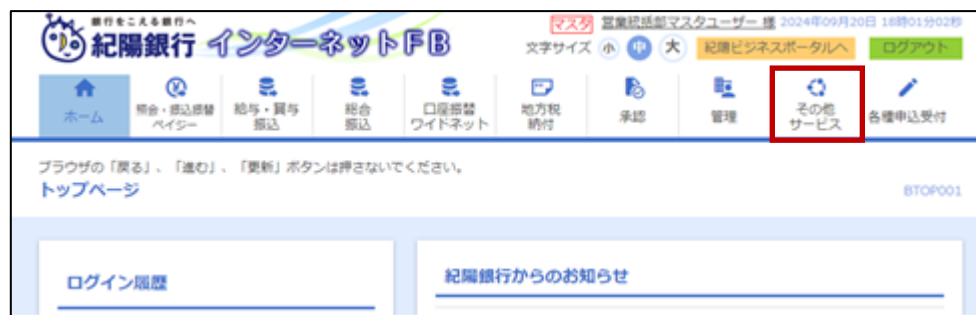 銀行をこえる銀行へ
紀陽銀行 インターネットFB
マスタ 営業統括部マスタユーザー 様 2024年09月20日 18時01分02秒
文字サイズ 小 中 大 紀陽ビジネスポータルへ ログアウト
ホーム
照会・振込振替
ペイジー
給与・賞与
振込
総合
振込
口座振替
ワイドネット
地方税
納付
承認
管理
その他
サービス
各種申込受付
ブラウザの「戻る」、「進む」、「更新」ボタンは押さないでください。
トップページ
BTOP001
ログイン履歴
紀陽銀行からのお知らせ